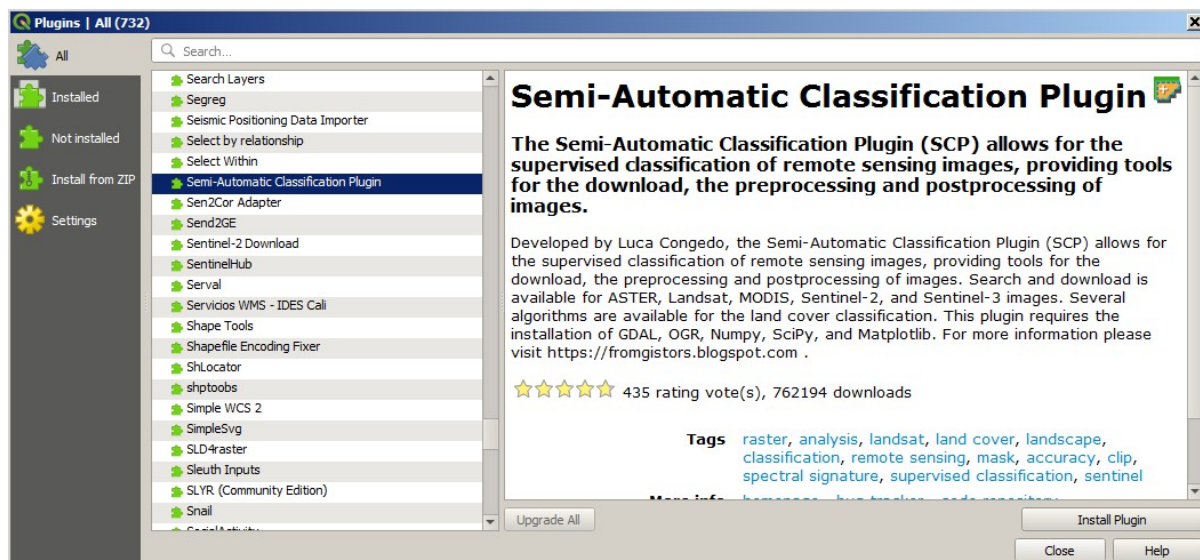 Plugins | All (732)
All
Installed
Not installed
Install from ZIP
Settings
Search...
Search Layers
Segreg
Seismic Positioning Data Importer
Select by relationship
Select Within
Semi-Automatic Classification Plugin
Sen2Cor Adapter
Send2GE
Sentinel-2 Download
SentinelHub
Serval
Servicios WMS - IDES Cali
Shape Tools
Shapefile Encoding Fixer
ShLocator
shptoobs
Simple WCS 2
SimpleSvg
SLD4raster
Sleuth Inputs
SLYR (Community Edition)
Snail
SocialActivity
Semi-Automatic Classification Plugin
The Semi-Automatic Classification Plugin (SCP) allows for the
supervised classification of remote sensing images, providing tools
for the download, the preprocessing and postprocessing of
images.
Developed by Luca Congedo, the Semi-Automatic Classification Plugin (SCP) allows for
the supervised classification of remote sensing images, providing tools for the
download, the preprocessing and postprocessing of images. Search and download is
available for ASTER, Landsat, MODIS, Sentinel-2, and Sentinel-3 images. Several
algorithms are available for the land cover classification. This plugin requires the
installation of GDAL, OGR, Numpy, SciPy, and Matplotlib. For more information please
visit https://fromgistors.blogspot.com .
435 rating vote(s), 762194 downloads
Tags raster, analysis, landsat, land cover, landscape,
classification, remote sensing, mask, accuracy, clip,
spectral signature, supervised classification, sentinel
More info homepage bug tracker code repository
Upgrade All
Install Plugin
Close
Help